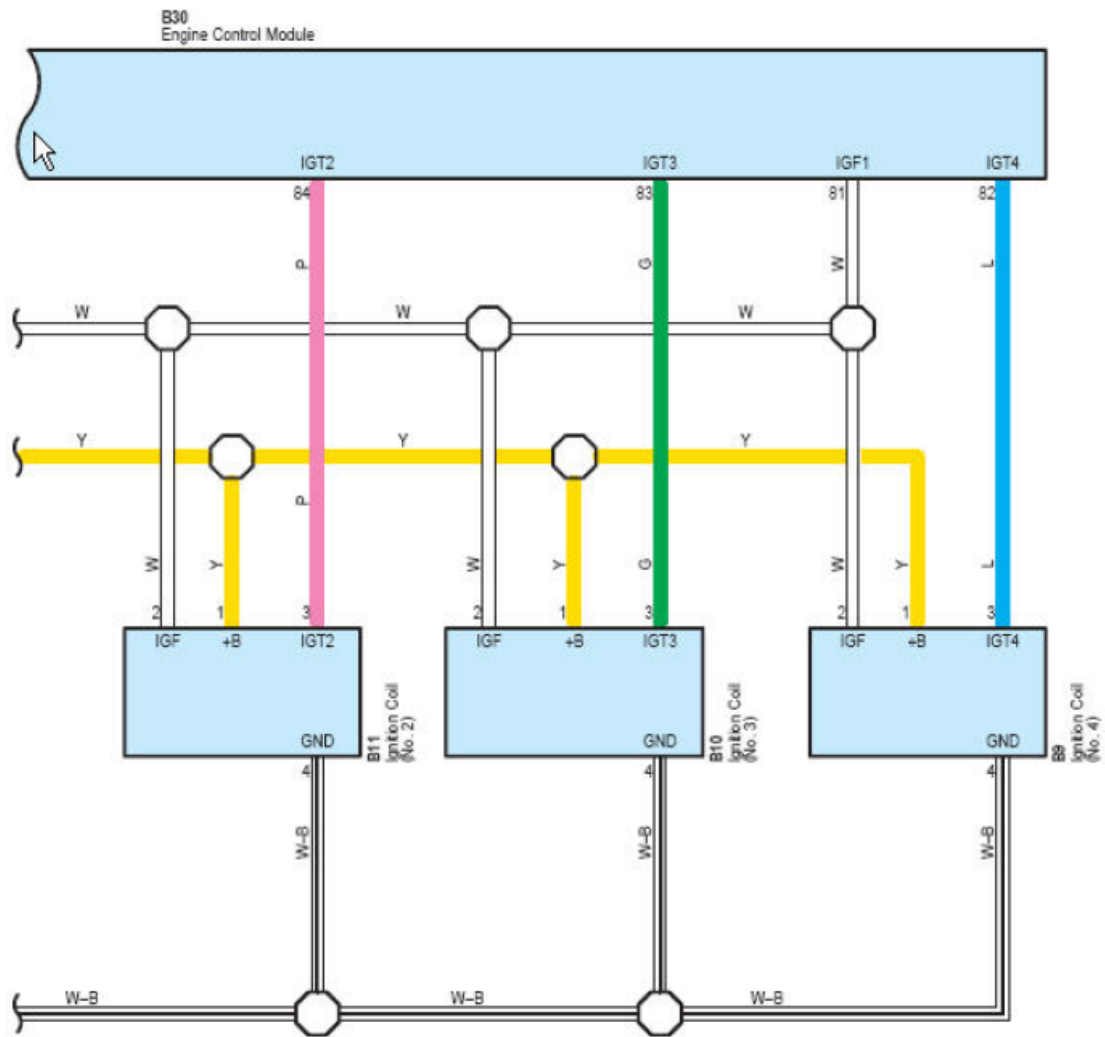 B30
Engine Control Module
IGT2 IGT3 IGF1 IGT4
84 83 81 82
P G W L
W W W
Y Y Y
P
W Y W Y G W Y L
2 1 3 2 1 3 2 1 3
IGF +B IGT2 IGF +B IGT3 IGF +B IGT4
B11
Ignition Coil
(No. 2)
B10
Ignition Coil
(No. 3)
B9
Ignition Coil
(No. 4)
GND GND GND
4 4 4
W–B W–B W–B
W–B W–B W–B